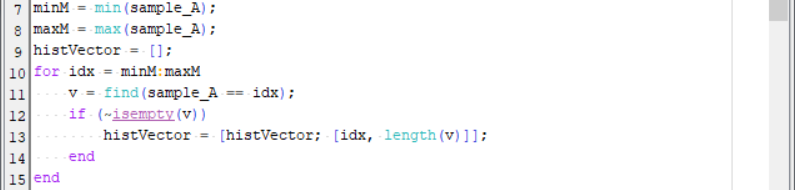 7 minM = min(sample_A);
8 maxM = max(sample_A);
9 histVector = [];
10 for idx = minM:maxM
11     v = find(sample_A == idx);
12     if (~isempty(v))
13         histVector = [histVector; [idx, length(v)]];
14     end
15 end